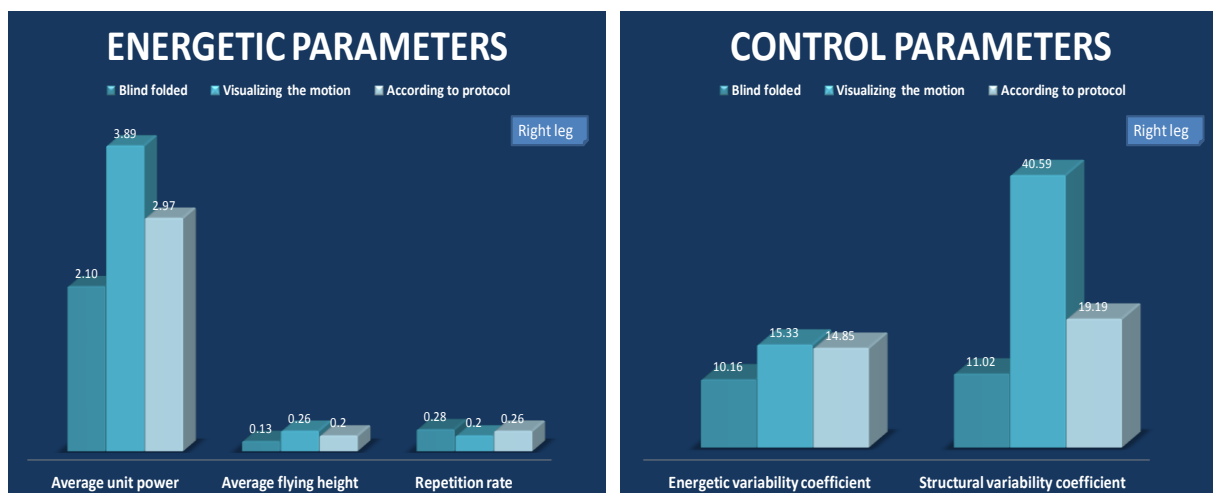 ENERGETIC PARAMETERS
Blind folded Visualizing the motion According to protocol
Right leg
3.89
2.97
2.10
0.28 0.26 0.26
0.13 0.2 0.2
Average unit power Average flying height Repetition rate
CONTROL PARAMETERS
Blind folded Visualizing the motion According to protocol
Right leg
40.59
19.19
15.33 14.85
10.16 11.02
Energetic variability coefficient Structural variability coefficient